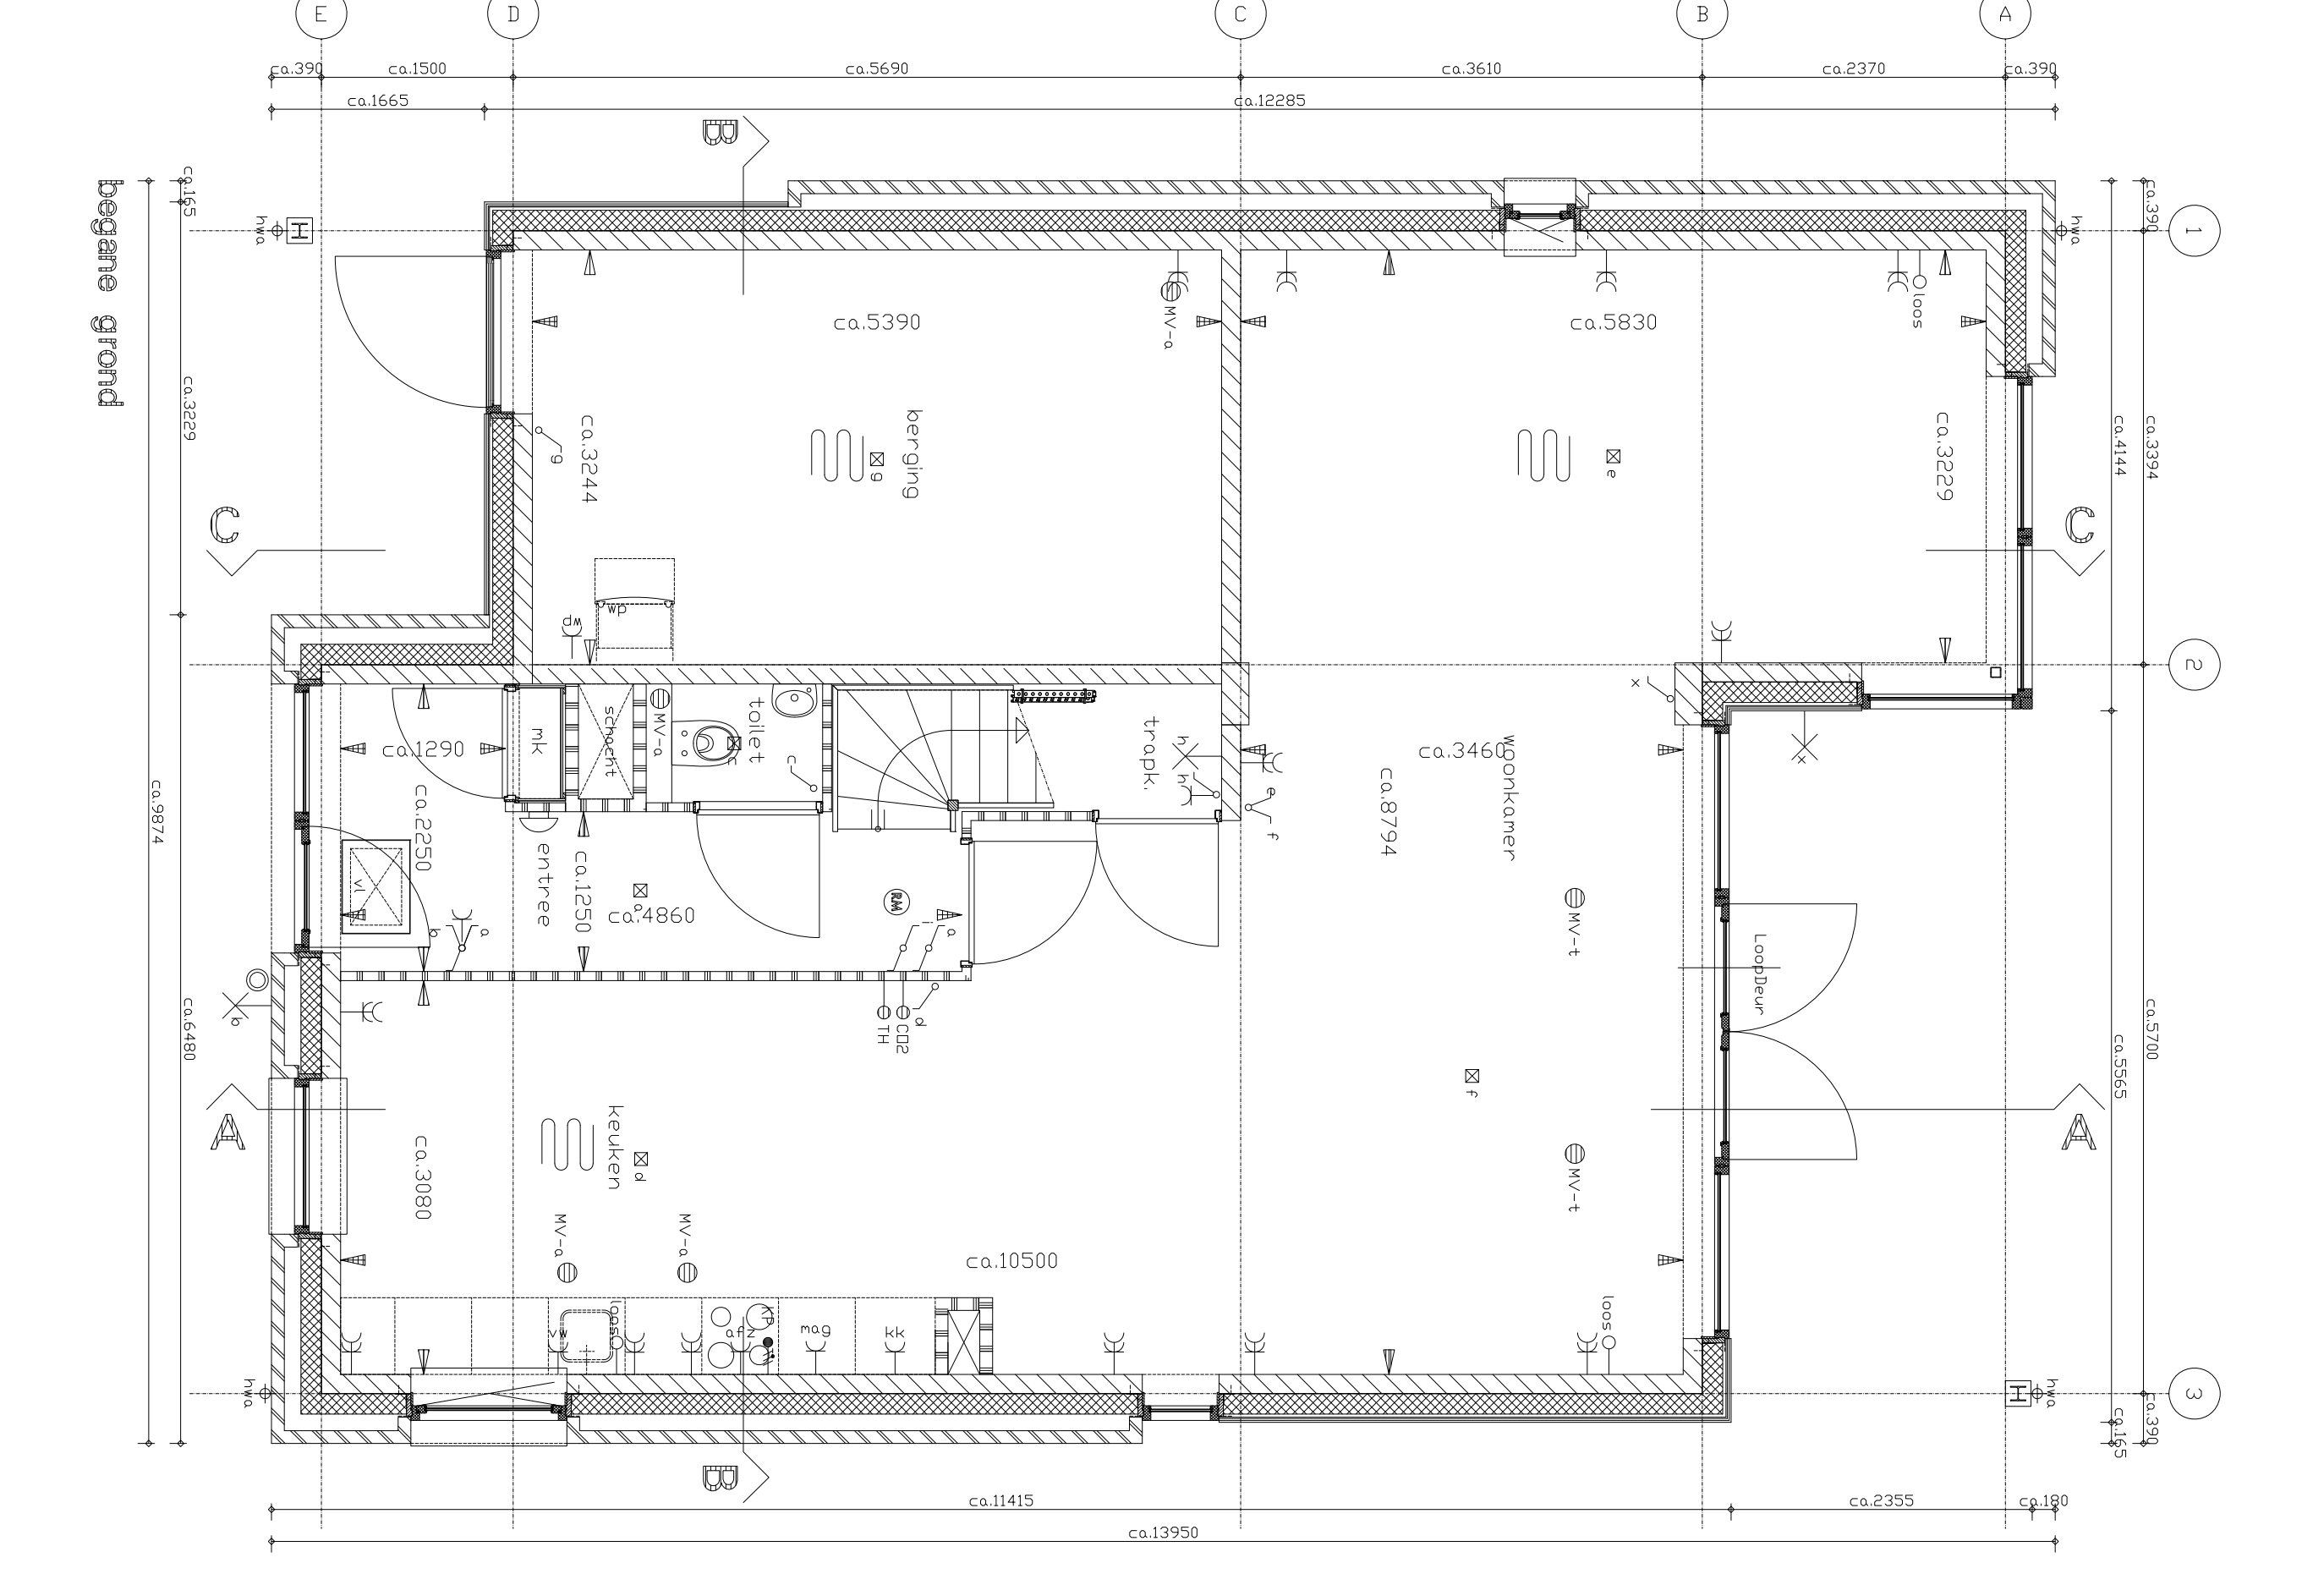 E
D
C
B
A
ca.390
ca.1500
ca.5690
ca.3610
ca.2370
ca.390
ca.1665
ca.12285
B
begane grond
ca.165
ca.3229
ca.6480
ca.9874
hwa
H
hwa
1
ca.390
ca.3394
ca.4144
ca.5390
MV-a
ca.5830
loos
ca.3244
g
berging
g
e
ca.3229
C
C
wp
wp
2
x
x
ca.1290
mk
schacht
MV-a
toilet
c
c
trapk.
h
h
ca.3460
woonkamer
ca.8794
e
f
ca.2250
vl
entree
ca.1250
a
ca.4860
RM
b
a
i
a
MV-t
LoopDeur
b
TH
CO2
d
f
ca.5700
ca.5565
A
A
keuken
d
ca.3080
MV-a
MV-a
MV-t
ca.10500
loos
vw
loos
afz
KP
mag
kk
hwa
H
hwa
3
ca.390
ca.165
B
ca.11415
ca.2355
ca.180
ca.13950